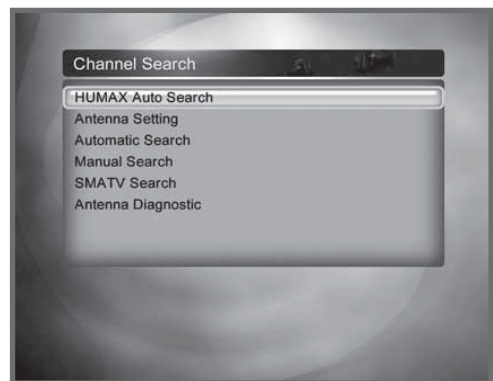 Channel Search
HUMAX Auto Search
Antenna Setting
Automatic Search
Manual Search
SMATV Search
Antenna Diagnostic